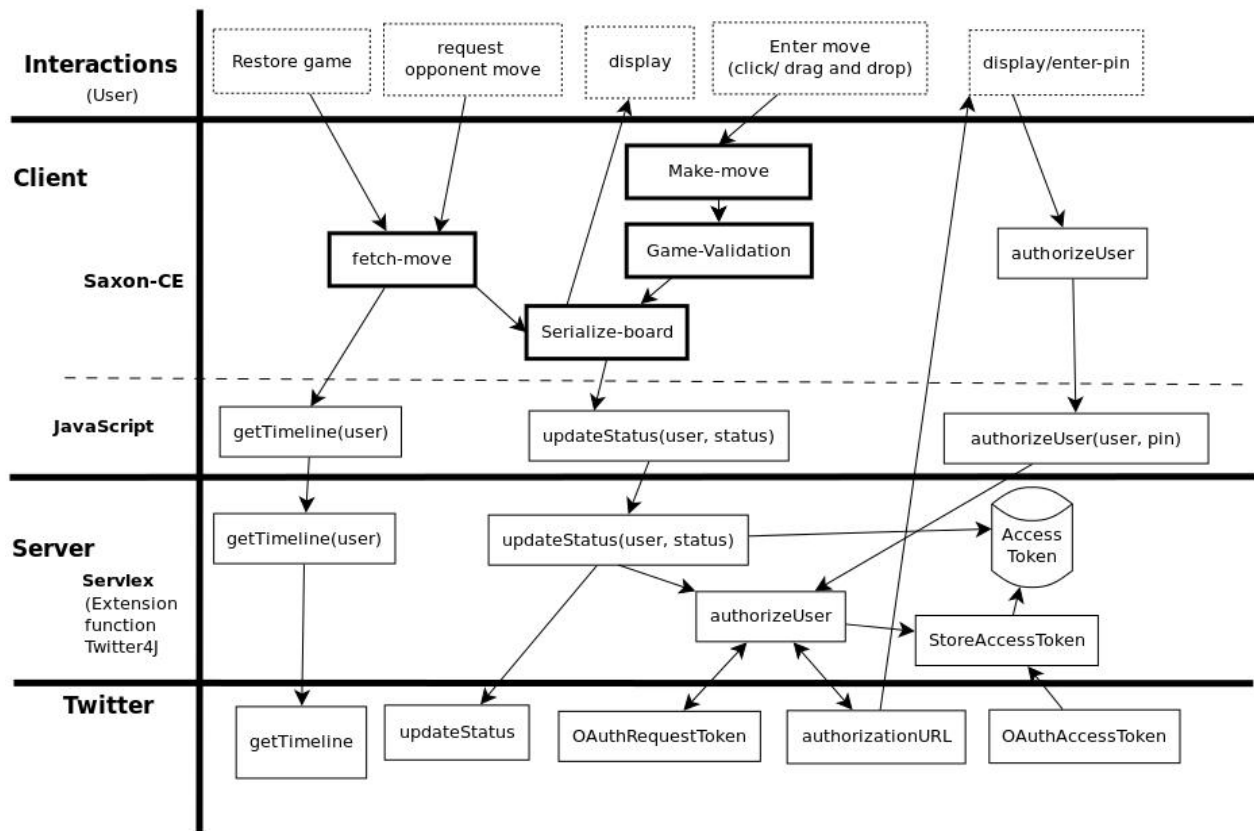 Interactions
(User)
Restore game
request
opponent move
display
Enter move
(click/ drag and drop)
display/enter-pin
Client
Make-move
Saxon-CE
fetch-move
Game-Validation
authorizeUser
Serialize-board
JavaScript
getTimeline(user)
updateStatus(user, status)
authorizeUser(user, pin)
Server
getTimeline(user)
updateStatus(user, status)
Access
Token
Servlex
(Extension
function
Twitter4J
authorizeUser
StoreAccessToken
Twitter
getTimeline
updateStatus
OAuthRequestToken
authorizationURL
OAuthAccessToken